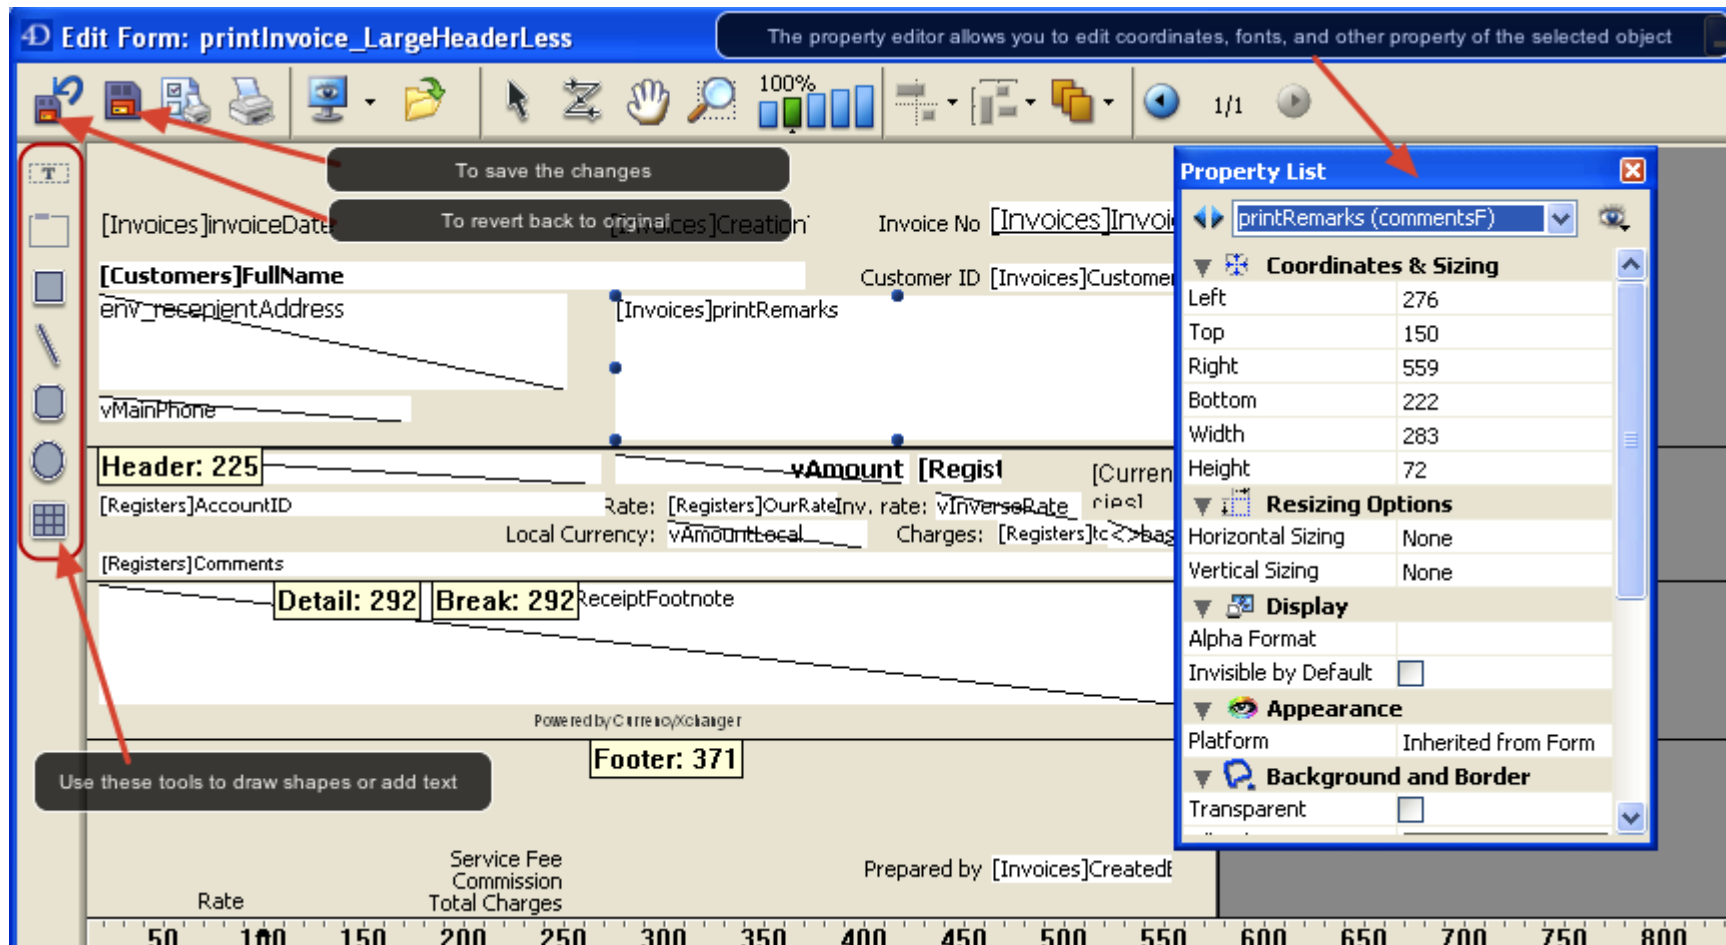 4D Edit Form: printInvoice_LargeHeaderLess
The property editor allows you to edit coordinates, fonts, and other property of the selected object
100%
1/1
To save the changes
To revert back to original
[Invoices]invoiceDate
Invoice No [Invoices]Invoi
[Customers]FullName
Customer ID [Invoices]Customer
env_recepientAddress
[Invoices]printRemarks
vMainPhone
Header: 225
vAmount [Regist
[Curren
cies]
[Registers]AccountID
Rate: [Registers]OurRate Inv. rate: vInverseRate
Local Currency: vAmountLocal
Charges: [Registers]tc <>bas
[Registers]Comments
Detail: 292 Break: 292 ReceiptFootnote
Powered by CurrencyXchanger
Footer: 371
Use these tools to draw shapes or add text
Service Fee
Commission
Rate Total Charges
Prepared by [Invoices]Created
50 100 150 200 250 300 350 400 450 500 550 600 650 700 750 800
Property List
printRemarks (commentsF)
Coordinates & Sizing
Left 276
Top 150
Right 559
Bottom 222
Width 283
Height 72
Resizing Options
Horizontal Sizing None
Vertical Sizing None
Display
Alpha Format
Invisible by Default
Appearance
Platform Inherited from Form
Background and Border
Transparent